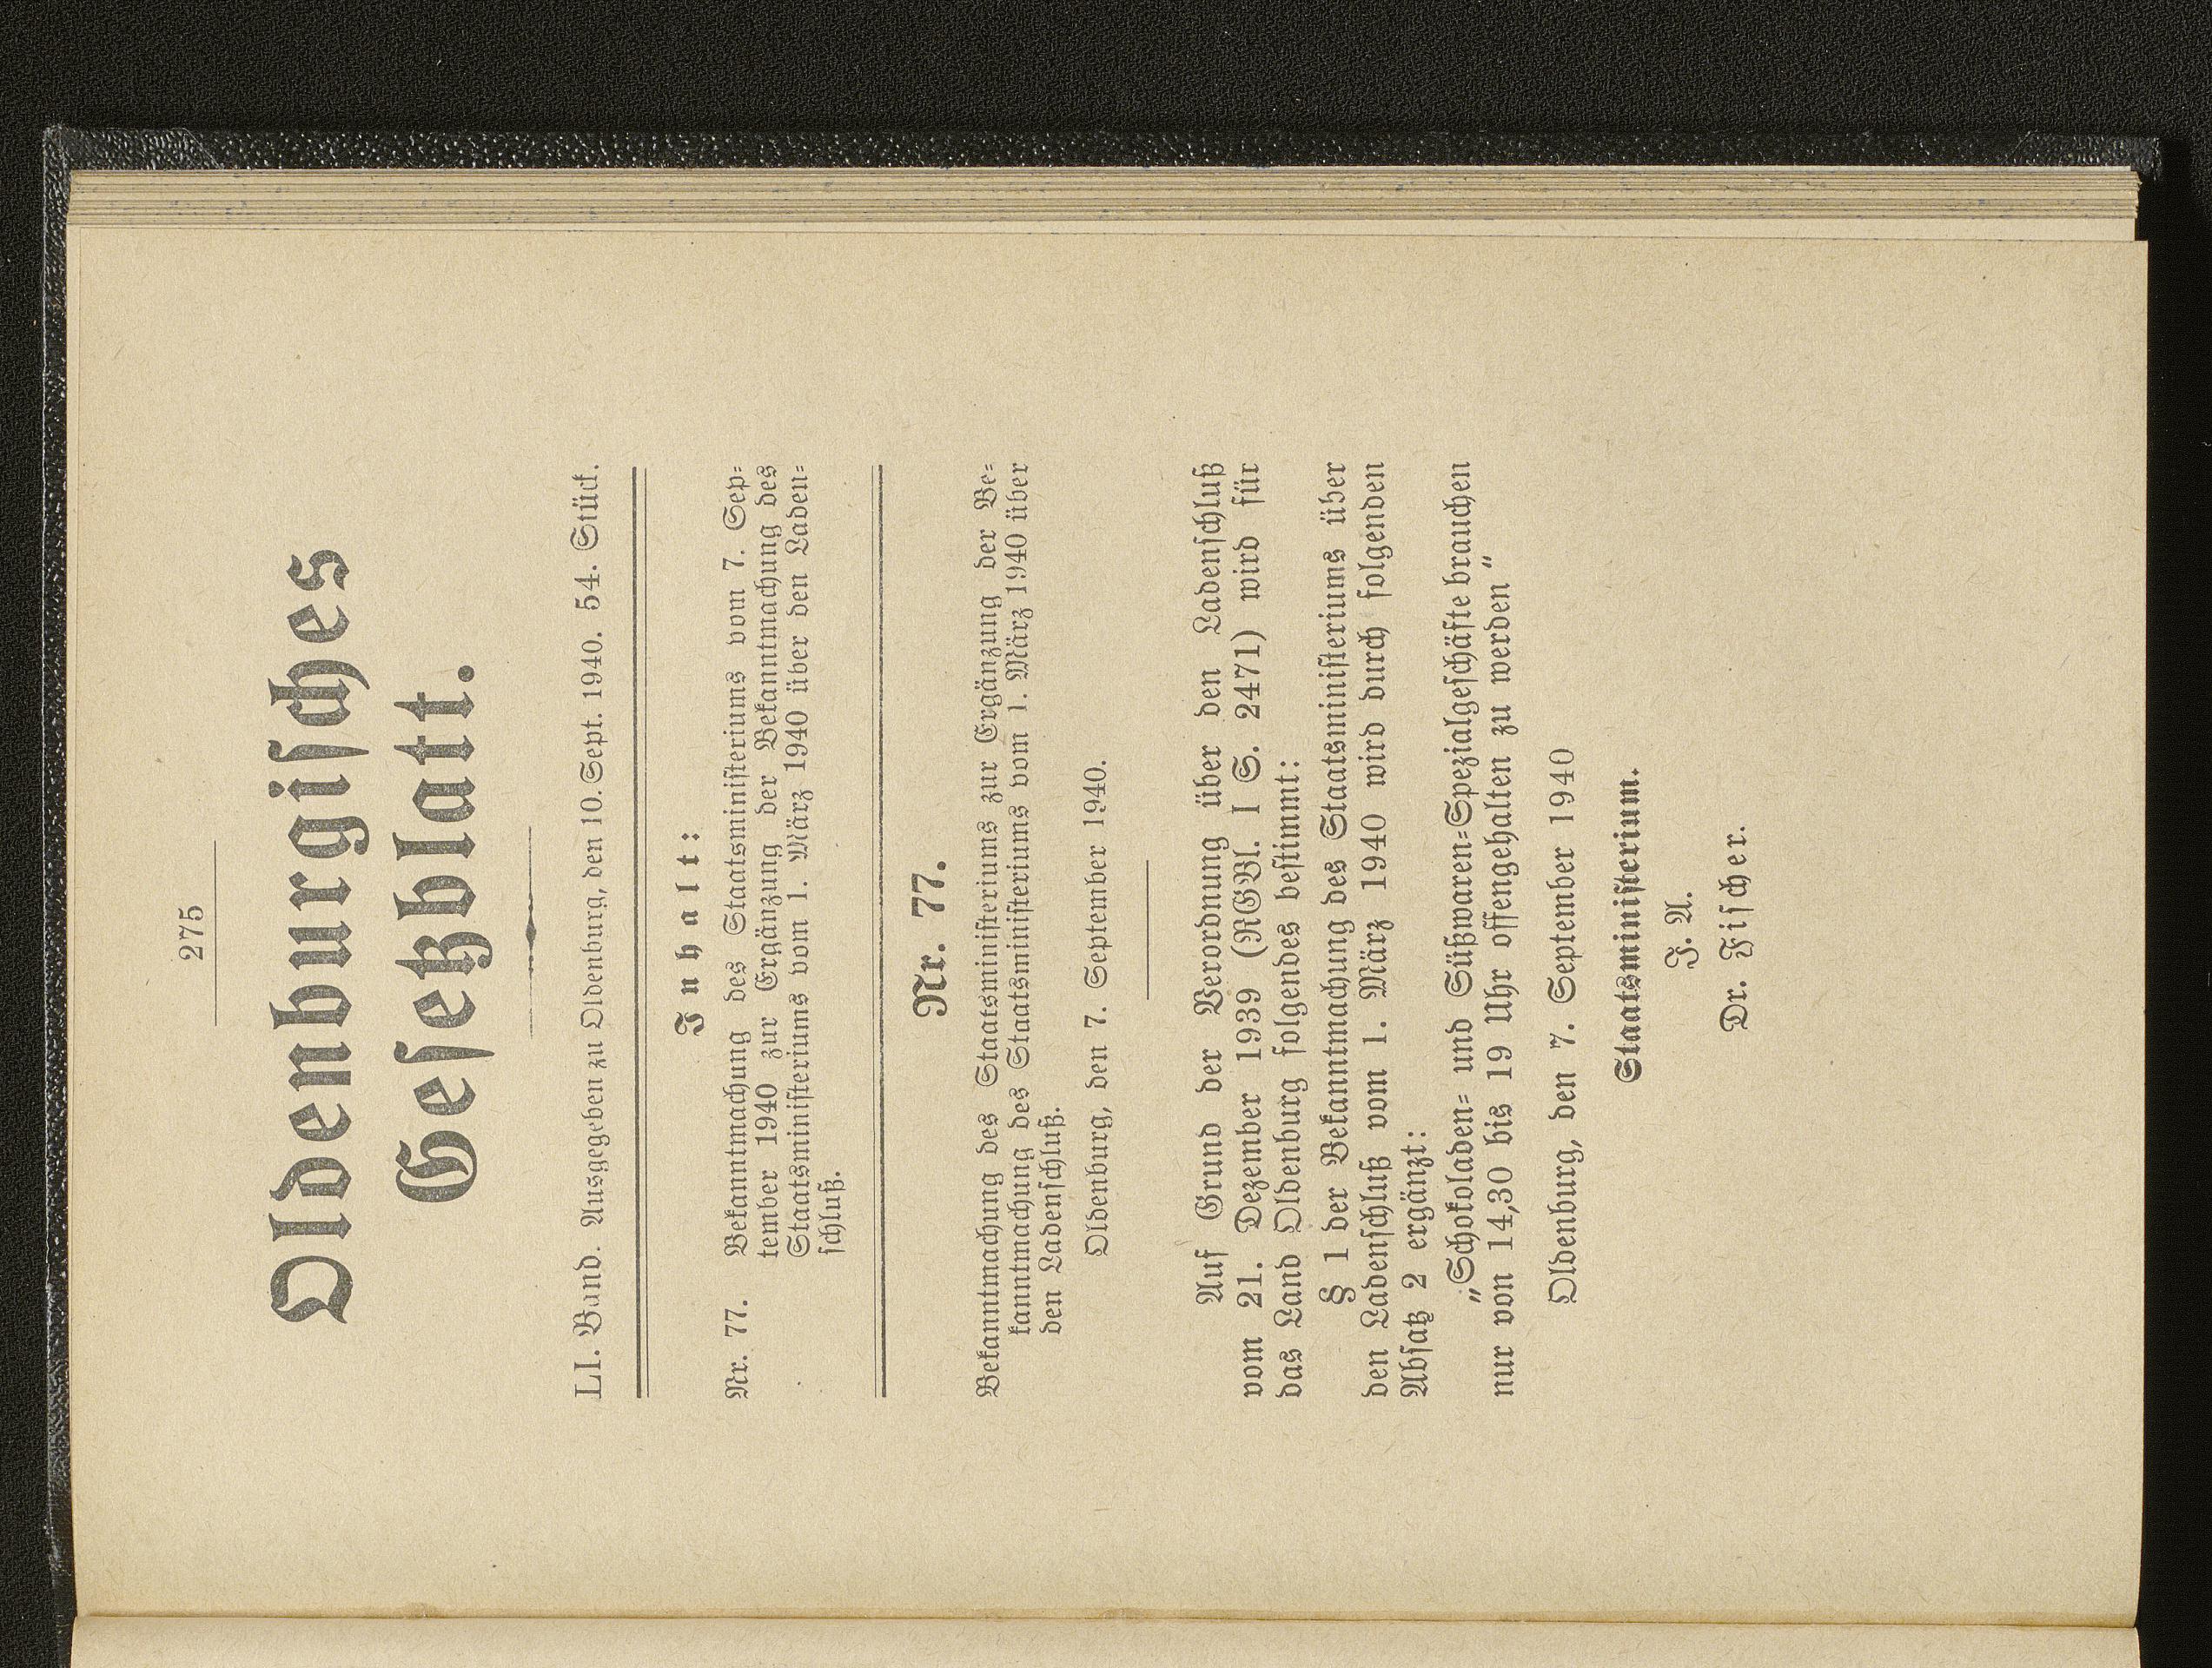 275
Oldenburgisches
Gesetzblatt.
LI. Band. Ausgegeben zu Oldenburg, den 10. Sept. 1940. 54. Stück.
Inhalt:
Nr. 77. Bekanntmachung des Staatsministeriums vom 7. Sep-
tember 1940 zur Ergänzung der Bekanntmachung des
Staatsministeriums vom 1. März 1940 über den Laden-
schluß.
Nr. 77.
Bekanntmachung des Staatsministeriums zur Ergänzung der Be-
kanntmachung des Staatsministeriums vom 1. März 1940 über
den Ladenschluß.
Oldenburg, den 7. September 1940.
Auf Grund der Verordnung über den Ladenschluß
vom 21. Dezember 1939 (RGBl. I S. 2471) wird für
das Land Oldenburg folgendes bestimmt:
§ 1 der Bekanntmachung des Staatsministeriums über
den Ladenschluß vom 1. März 1940 wird durch folgenden
Absatz 2 ergänzt:
„Schokoladen- und Süßwaren-Spezialgeschäfte brauchen
nur von 14,30 bis 19 Uhr offengehalten zu werden“
Oldenburg, den 7. September 1940
Staatsministerium.
J. A.
Dr. Fischer.